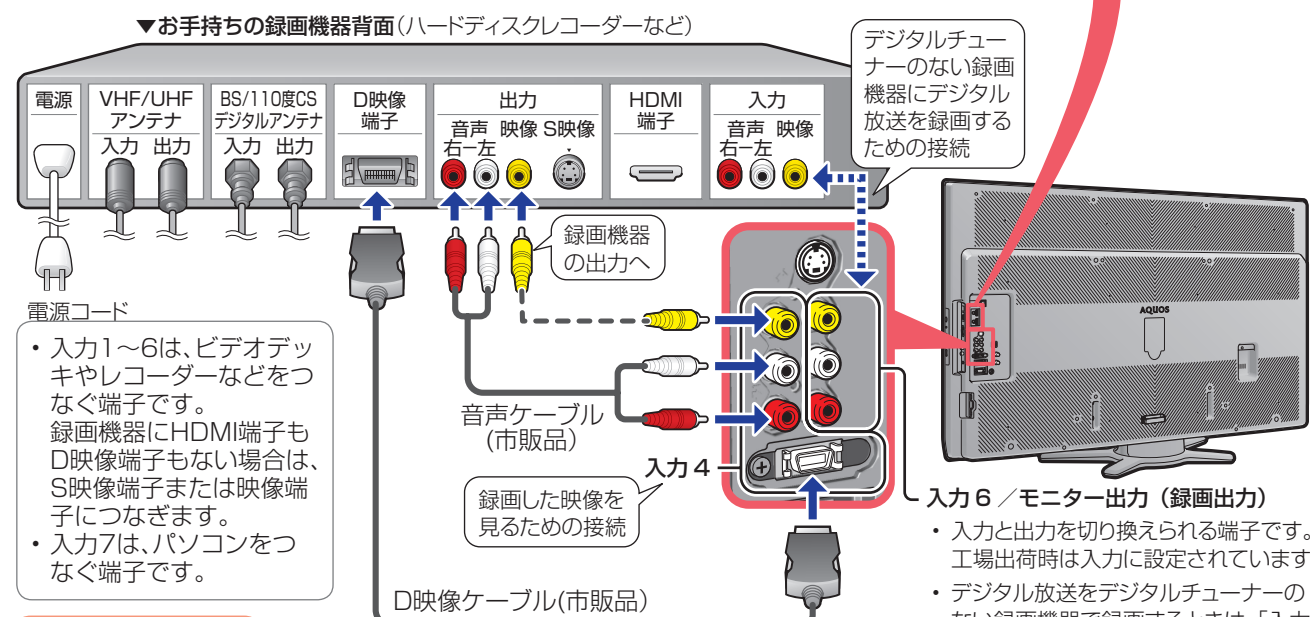 ▼お手持ちの録画機器背面(ハードディスクレコーダーなど)
電源
VHF/UHF
アンテナ
入力 出力
BS/110度CS
デジタルアンテナ
入力 出力
D映像
端子
出力
音声 映像 S映像
右ー左
HDMI
端子
入力
音声 映像
右ー左
デジタルチュー
ナーのない録画
機器にデジタル
放送を録画する
ための接続
電源コード
録画機器
の出力へ
AQUOS
・入力1~6は、ビデオデッ
キやレコーダーなどをつ
なぐ端子です。
録画機器にHDMI端子も
D映像端子もない場合は、
S映像端子または映像端
子につなぎます。
・入力7は、パソコンをつ
なぐ端子です。
音声ケーブル
(市販品)
入力 4
録画した映像を
見るための接続
D映像ケーブル(市販品)
入力 6 /モニター出力(録画出力)
・入力と出力を切り換えられる端子です。
工場出荷時は入力に設定されています
・デジタル放送をデジタルチューナーの
ない録画機器で録画するときは、「入力